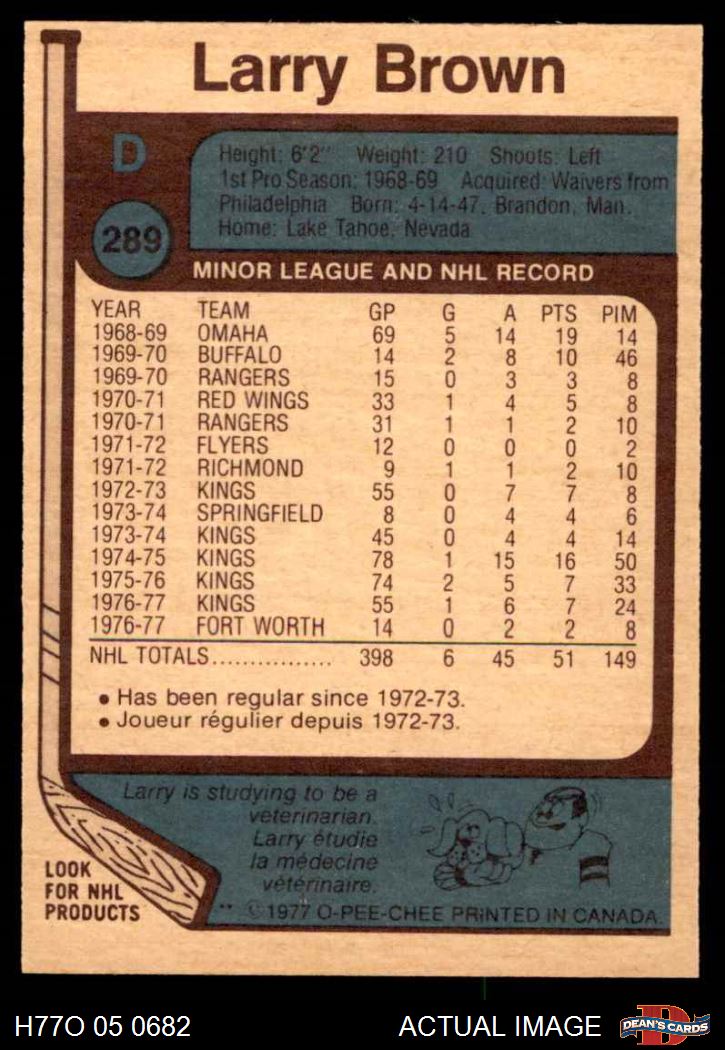 Larry Brown
D
Height: 6'2" Weight: 210 Shoots: Left
1st Pro Season: 1968-69 Acquired: Waivers from
Philadelphia Born: 4-14-47, Brandon, Man.
Home: Lake Tahoe, Nevada
289
MINOR LEAGUE AND NHL RECORD
YEAR TEAM GP G A PTS PIM
1968-69 OMAHA 69 5 14 19 14
1969-70 BUFFALO 14 2 8 10 46
1969-70 RANGERS 15 0 3 3 8
1970-71 RED WINGS 33 1 4 5 8
1970-71 RANGERS 31 1 1 2 10
1971-72 FLYERS 12 0 0 0 2
1971-72 RICHMOND 9 1 1 2 10
1972-73 KINGS 55 0 7 7 8
1973-74 SPRINGFIELD 8 0 4 4 6
1973-74 KINGS 45 0 4 4 14
1974-75 KINGS 78 1 15 16 50
1975-76 KINGS 74 2 5 7 33
1976-77 KINGS 55 1 6 7 24
1976-77 FORT WORTH 14 0 2 2 8
NHL TOTALS................ 398 6 45 51 149
• Has been regular since 1972-73.
• Joueur régulier depuis 1972-73.
Larry is studying to be a
veterinarian.
Larry étudie
la médecine
vétérinaire.
LOOK
FOR NHL
PRODUCTS
** ©1977 O-PEE-CHEE PRINTED IN CANADA.
H77O 05 0682 ACTUAL IMAGE D DEAN'S CARDS